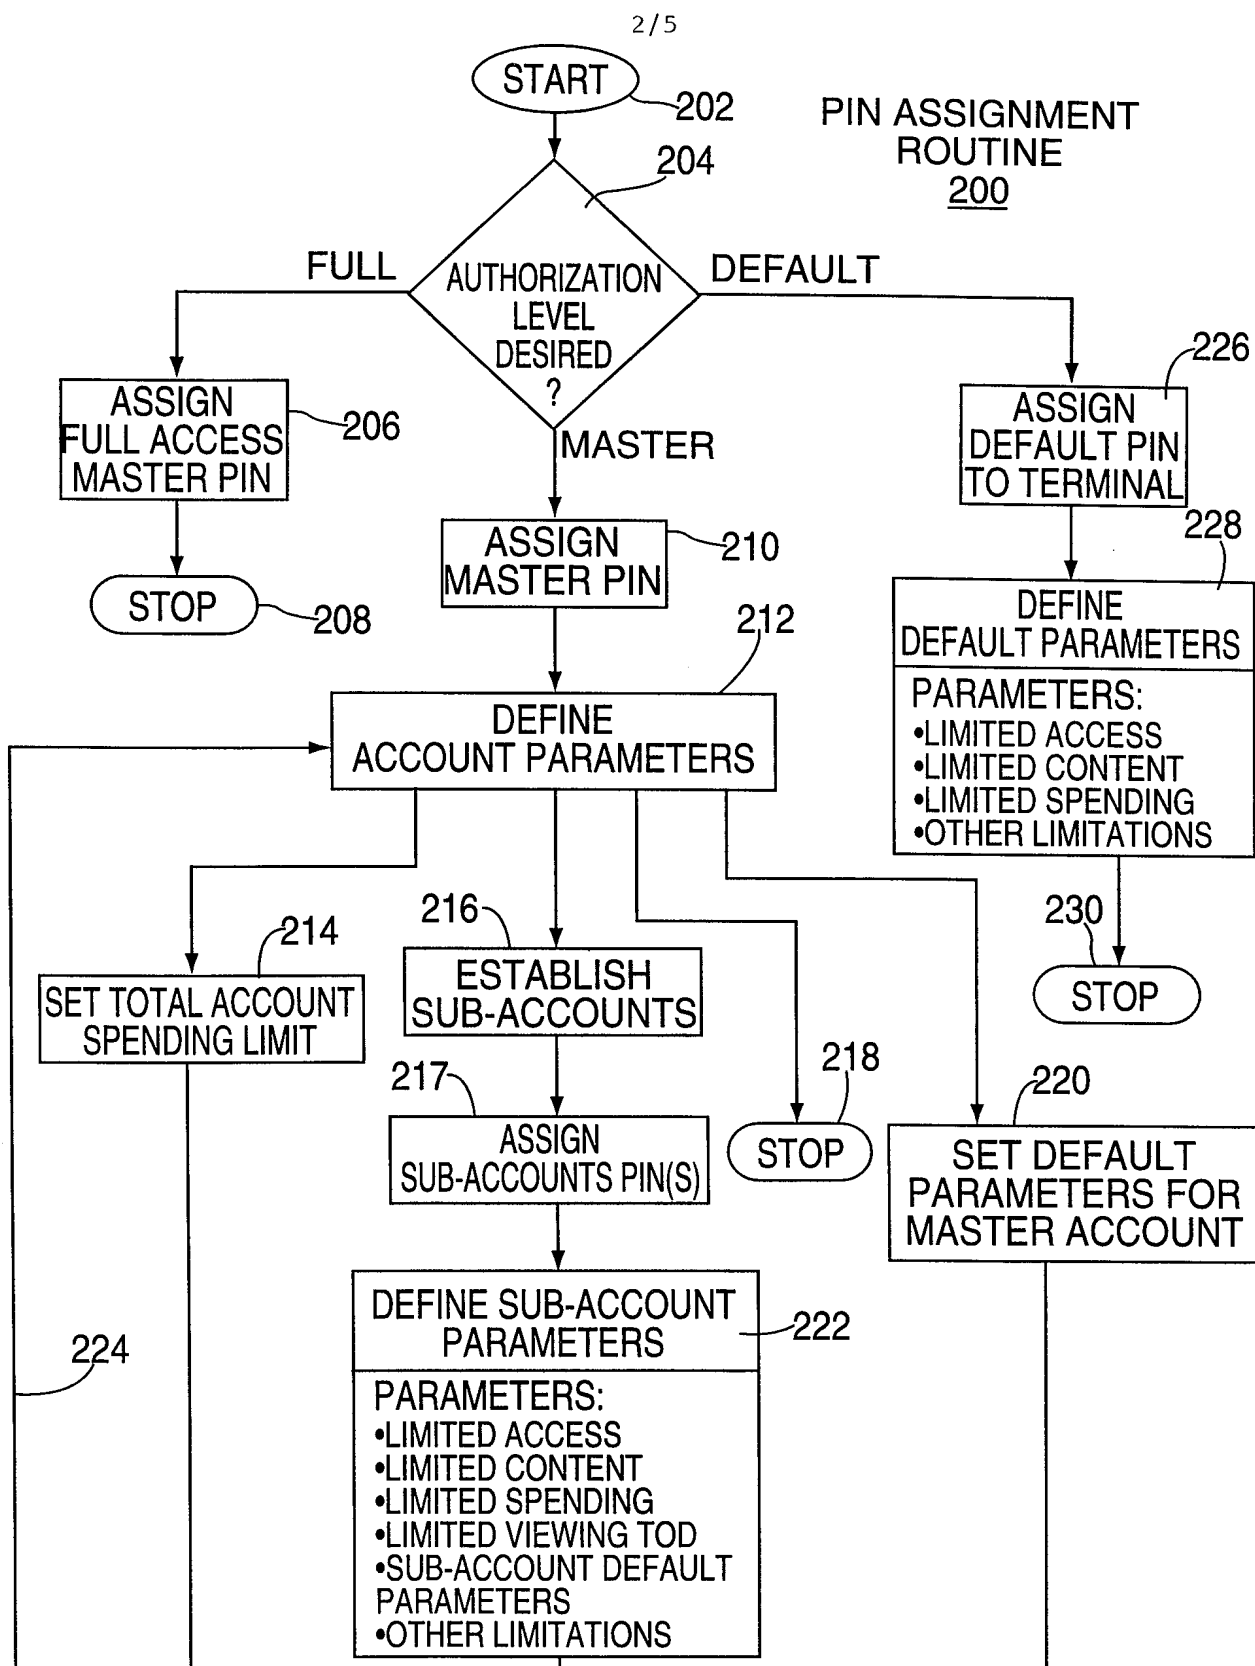 2/5
START
202
PIN ASSIGNMENT
ROUTINE
200
204
FULL
DEFAULT
AUTHORIZATION
LEVEL
DESIRED
?
MASTER
ASSIGN
FULL ACCESS
MASTER PIN
206
STOP
208
ASSIGN
MASTER PIN
210
226
ASSIGN
DEFAULT PIN
TO TERMINAL
228
DEFINE
DEFAULT PARAMETERS
PARAMETERS:
•LIMITED ACCESS
•LIMITED CONTENT
•LIMITED SPENDING
•OTHER LIMITATIONS
230
STOP
212
DEFINE
ACCOUNT PARAMETERS
214
SET TOTAL ACCOUNT
SPENDING LIMIT
216
ESTABLISH
SUB-ACCOUNTS
217
ASSIGN
SUB-ACCOUNTS PIN(S)
218
STOP
220
SET DEFAULT
PARAMETERS FOR
MASTER ACCOUNT
DEFINE SUB-ACCOUNT
PARAMETERS
222
PARAMETERS:
•LIMITED ACCESS
•LIMITED CONTENT
•LIMITED SPENDING
•LIMITED VIEWING TOD
•SUB-ACCOUNT DEFAULT
PARAMETERS
•OTHER LIMITATIONS
224